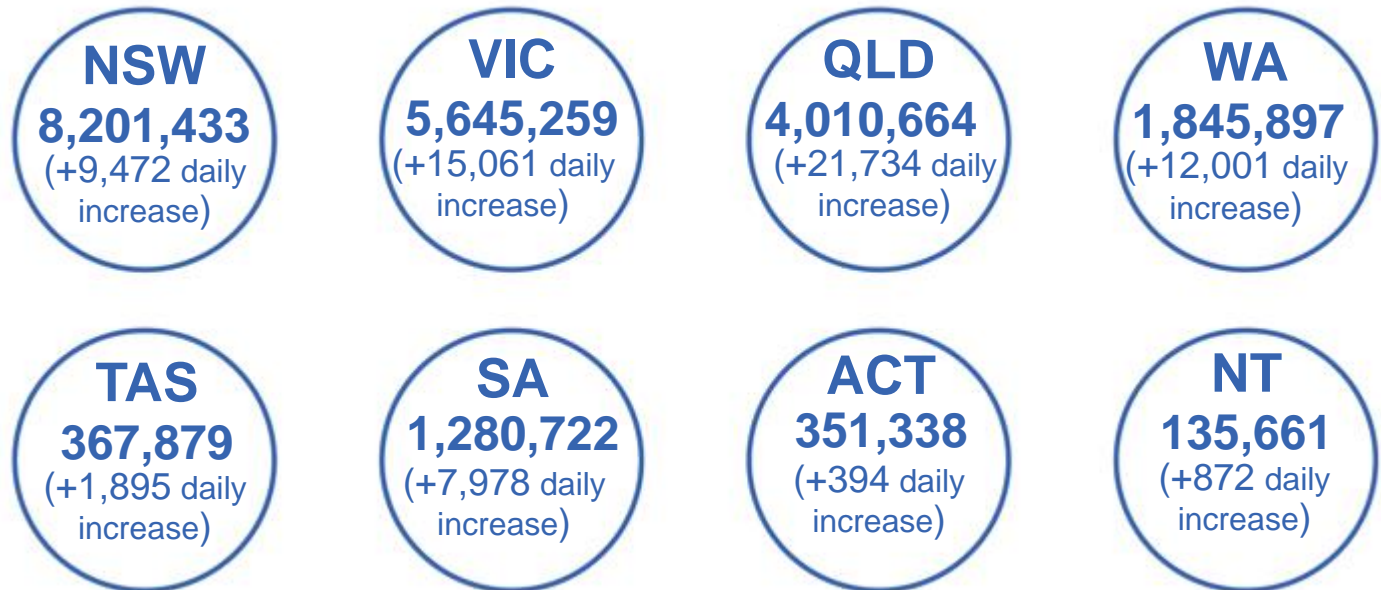 NSW
8,201,433
(+9,472 daily
increase)
VIC
5,645,259
(+15,061 daily
increase)
QLD
4,010,664
(+21,734 daily
increase)
WA
1,845,897
(+12,001 daily
increase)
TAS
367,879
(+1,895 daily
increase)
SA
1,280,722
(+7,978 daily
increase)
ACT
351,338
(+394 daily
increase)
NT
135,661
(+872 daily
increase)